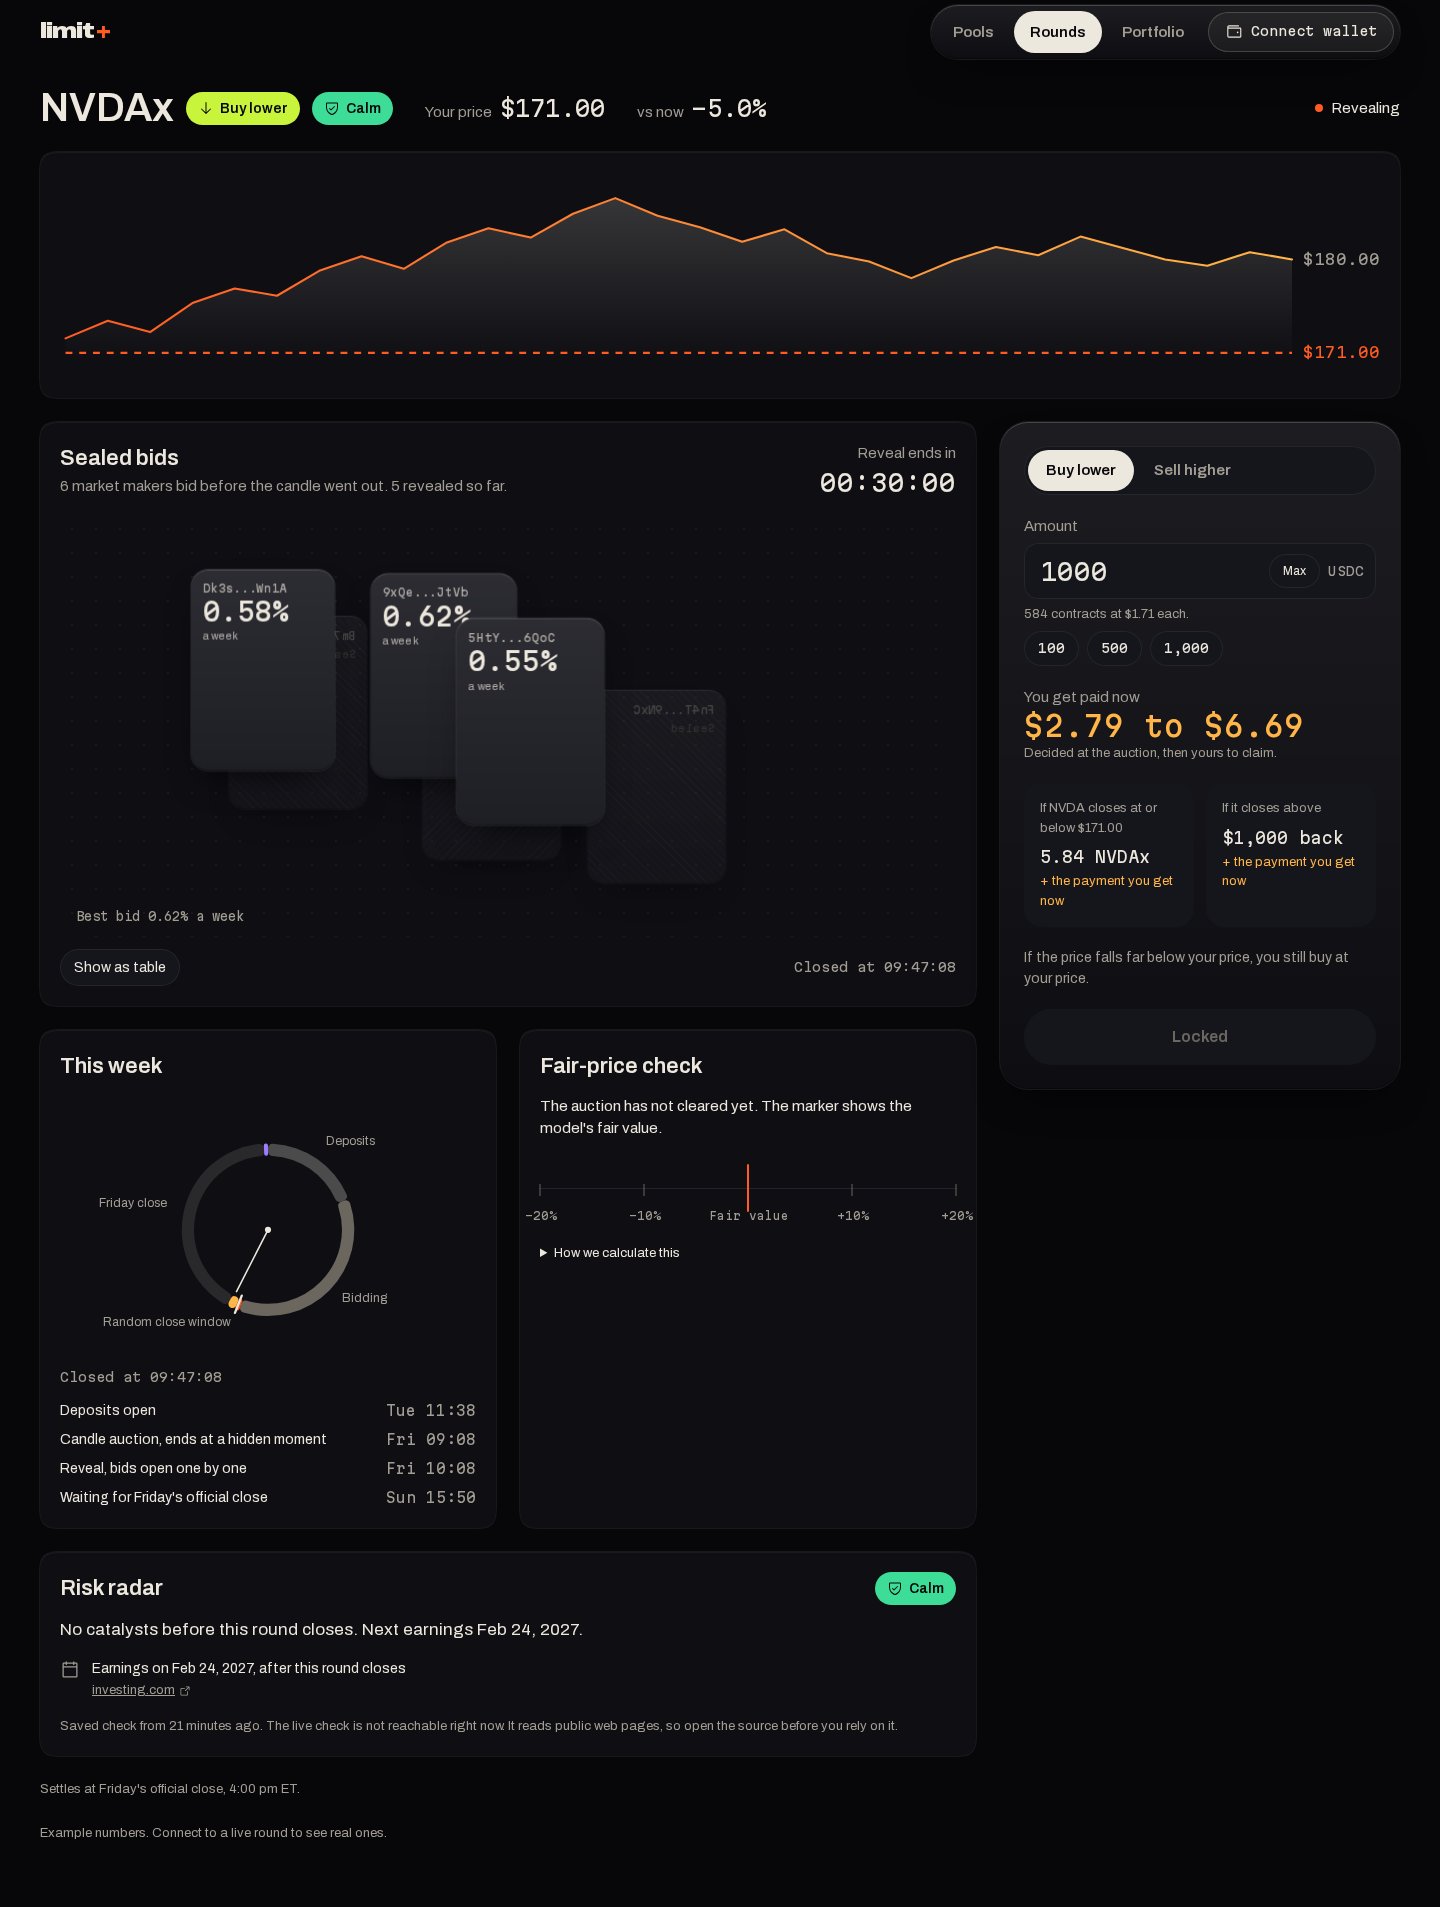 limit+
Pools
Rounds
Portfolio
Connect wallet
NVDAx
Buy lower
Calm
Your price $171.00
vs now −5.0%
Revealing
$180.00
$171.00
Sealed bids
6 market makers bid before the candle went out. 5 revealed so far.
Reveal ends in
00:30:00
Dk3s...Wn1A
0.58%
a week
9xQe...JtVb
0.62%
a week
5HtY...6QoC
0.55%
a week
Fn4T...9NxC
Sealed
Best bid 0.62% a week
Show as table
Closed at 09:47:08
Buy lower
Sell higher
Amount
1000
Max
USDC
584 contracts at $1.71 each.
100
500
1,000
You get paid now
$2.79 to $6.69
Decided at the auction, then yours to claim.
If NVDA closes at or
below $171.00
5.84 NVDAx
+ the payment you get
now
If it closes above
$1,000 back
+ the payment you get
now
If the price falls far below your price, you still buy at
your price.
Locked
This week
Deposits
Friday close
Bidding
Random close window
Closed at 09:47:08
Deposits open
Tue 11:38
Candle auction, ends at a hidden moment
Fri 09:08
Reveal, bids open one by one
Fri 10:08
Waiting for Friday's official close
Sun 15:50
Fair-price check
The auction has not cleared yet. The marker shows the
model's fair value.
−20%
−10%
Fair value
+10%
+20%
How we calculate this
Risk radar
Calm
No catalysts before this round closes. Next earnings Feb 24, 2027.
Earnings on Feb 24, 2027, after this round closes
investing.com
Saved check from 21 minutes ago. The live check is not reachable right now. It reads public web pages, so open the source before you rely on it.
Settles at Friday's official close, 4:00 pm ET.
Example numbers. Connect to a live round to see real ones.